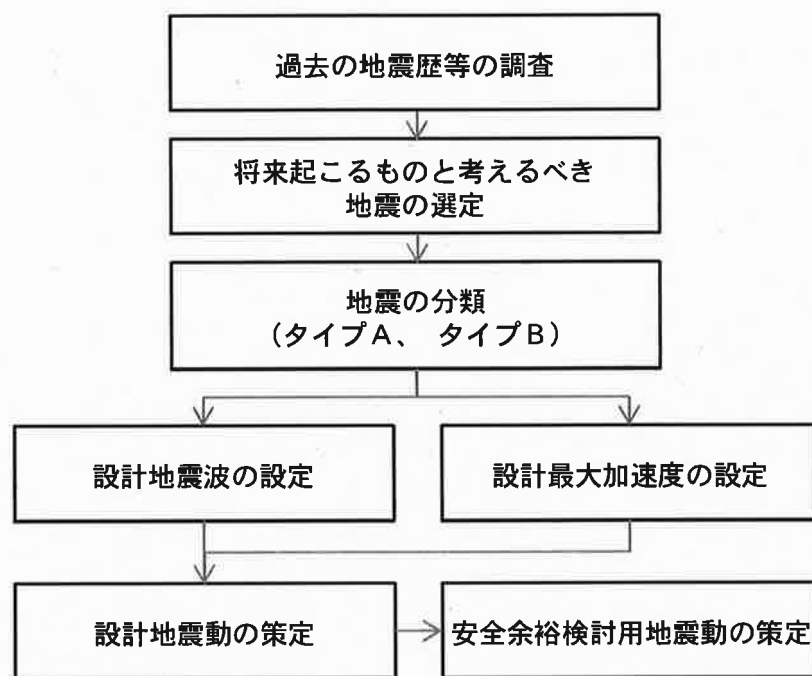 過去の地震歴等の調査
将来起こるものと考えるべき
地震の選定
地震の分類
（タイプA、 タイプB）
設計地震波の設定
設計最大加速度の設定
設計地震動の策定
安全余裕検討用地震動の策定